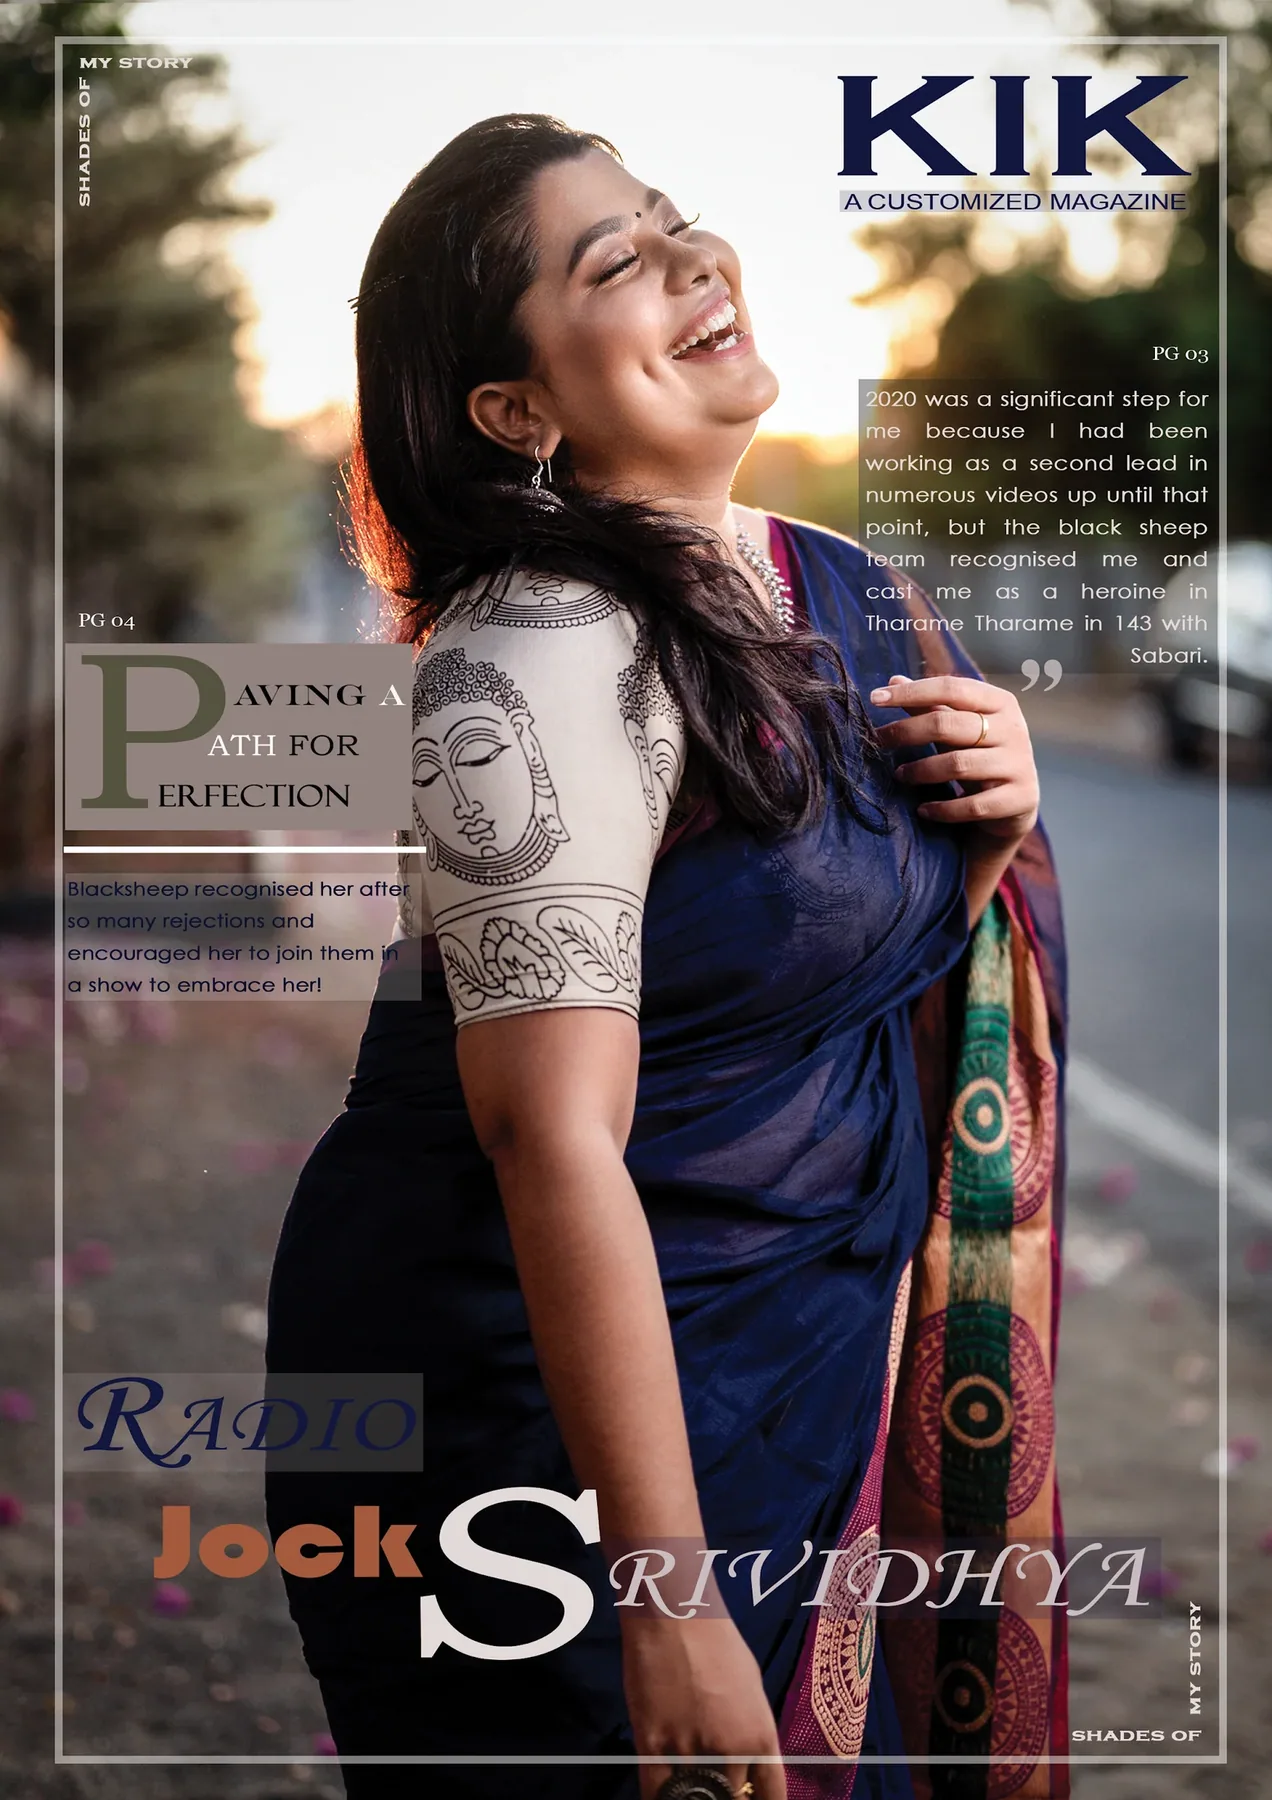 MY STORY
SHADES OF
KIK
A CUSTOMIZED MAGAZINE
PG 03
2020 was a significant step for
me because I had been
working as a second lead in
numerous videos up until that
point, but the black sheep
team recognised me and
cast me as a heroine in
Tharame Tharame in 143 with
Sabari.
”
PG 04
PAVING A
ATH FOR
ERFECTION
Blacksheep recognised her after
so many rejections and
encouraged her to join them in
a show to embrace her!
RADIO
Jock SRIVIDHYA
MY STORY
SHADES OF